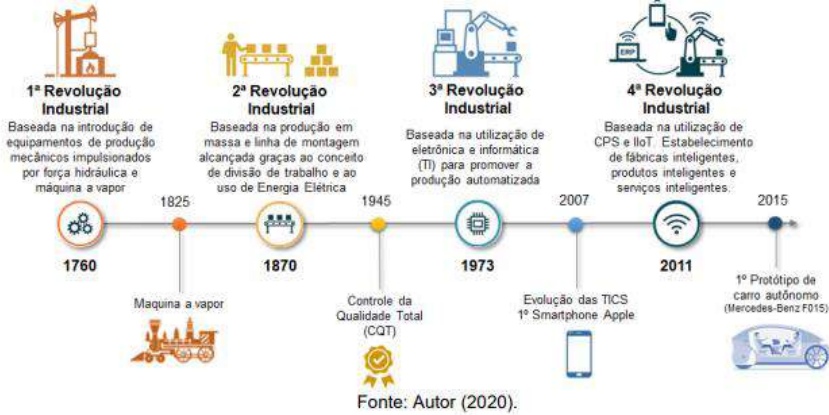 1ª Revolução
Industrial
Baseada na introdução de
equipamentos de produção
mecânicos impulsionados
por força hidráulica e
máquina a vapor
2ª Revolução
Industrial
Baseada na produção em
massa e linha de montagem
alcançada graças ao conceito
de divisão de trabalho e ao
uso de Energia Elétrica
3ª Revolução
Industrial
Baseada na utilização de
eletrônica e informática
(TI) para promover a
produção automatizada
ERP
4ª Revolução
Industrial
Baseada na utilização de
CPS e IIoT. Estabelecimento
de fábricas inteligentes,
produtos inteligentes e
serviços inteligentes.
1760
1825
Maquina a vapor
1870
1945
Controle da
Qualidade Total
(CQT)
1973
2007
Evolução das TICS
1º Smartphone Apple
2011
2015
1º Protótipo de
carro autônomo
(Mercedes-Benz F015)
Fonte: Autor (2020).